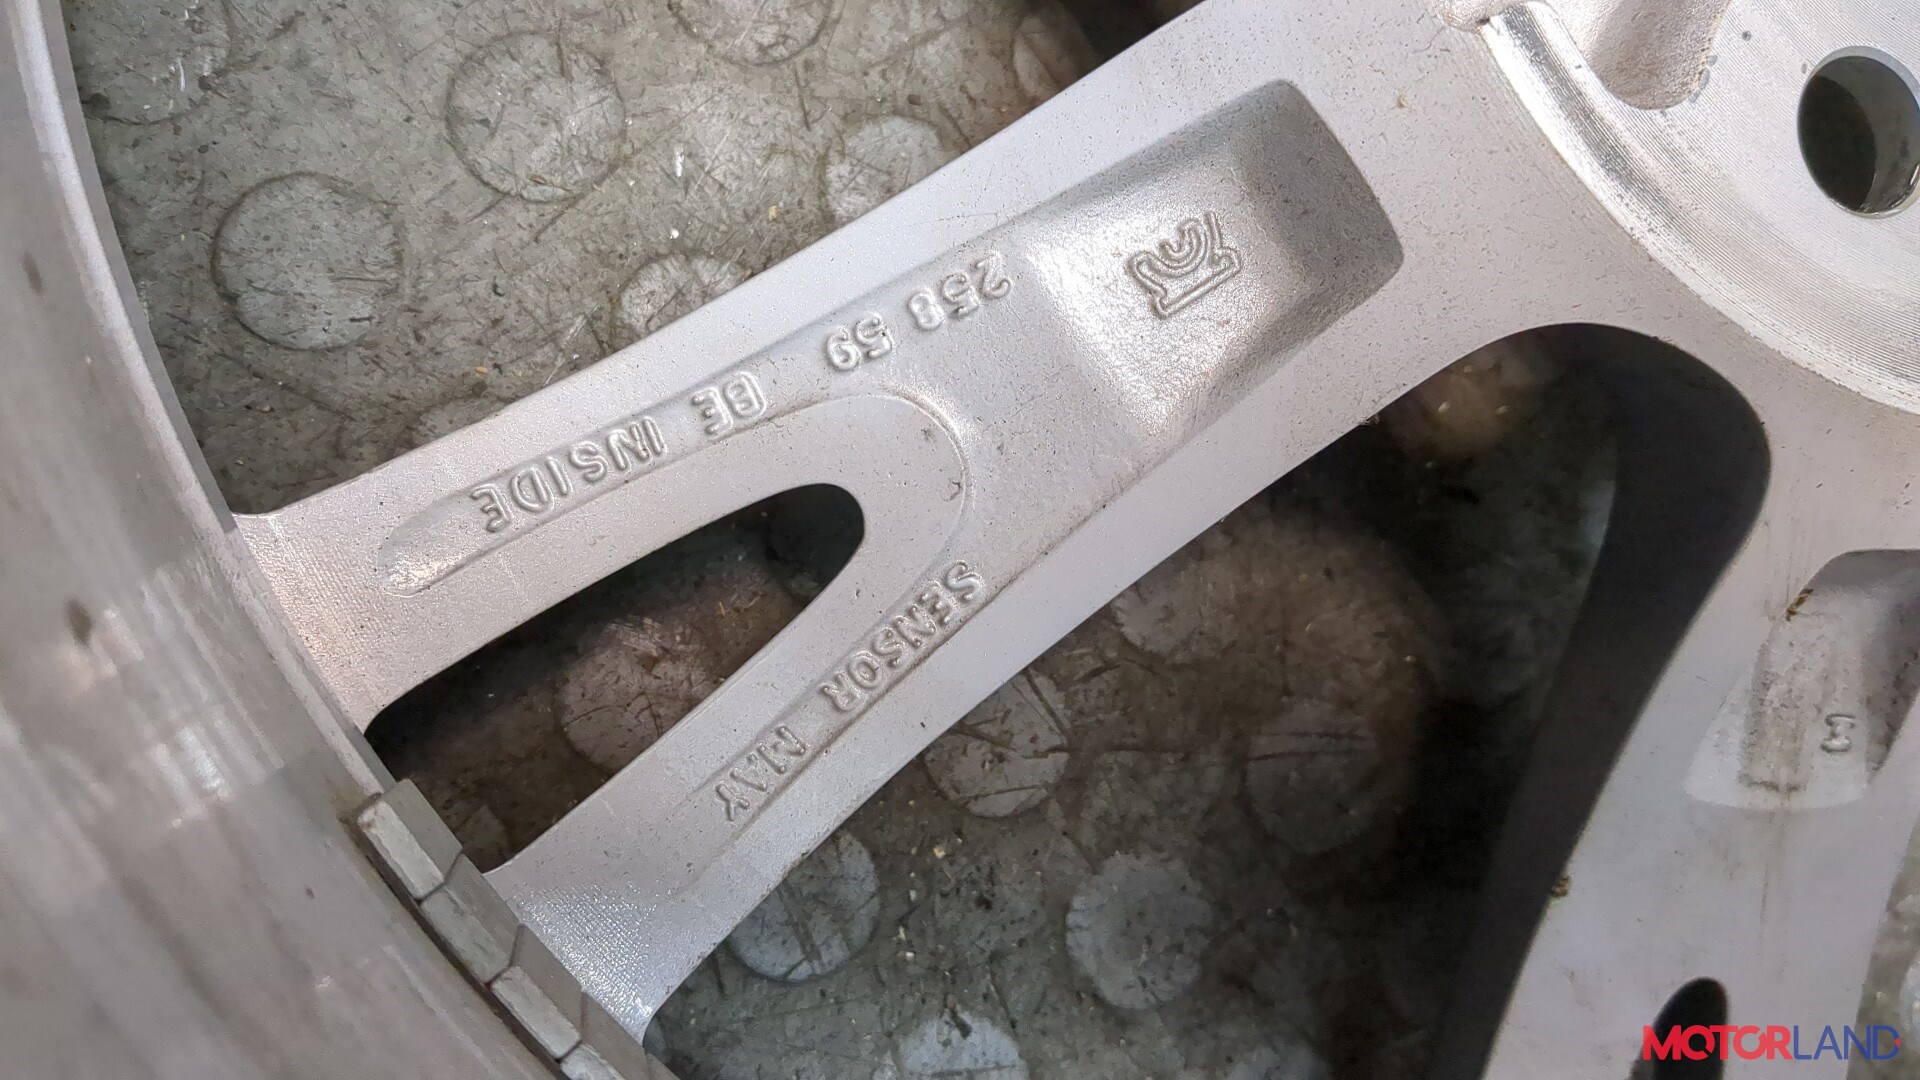 SENSOR MAY
BE INSIDE
258 59
MOTORLAND